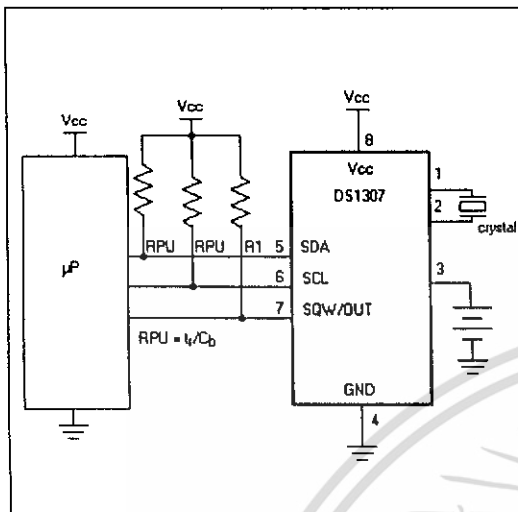 Vcc
Vcc
Vcc
8
Vcc
DS1307
1
2
crystal
RPU RPU R1
5 SDA
µP
6 SCL
3
7 SQW/OUT
RPU = tr/Cb
GND
4